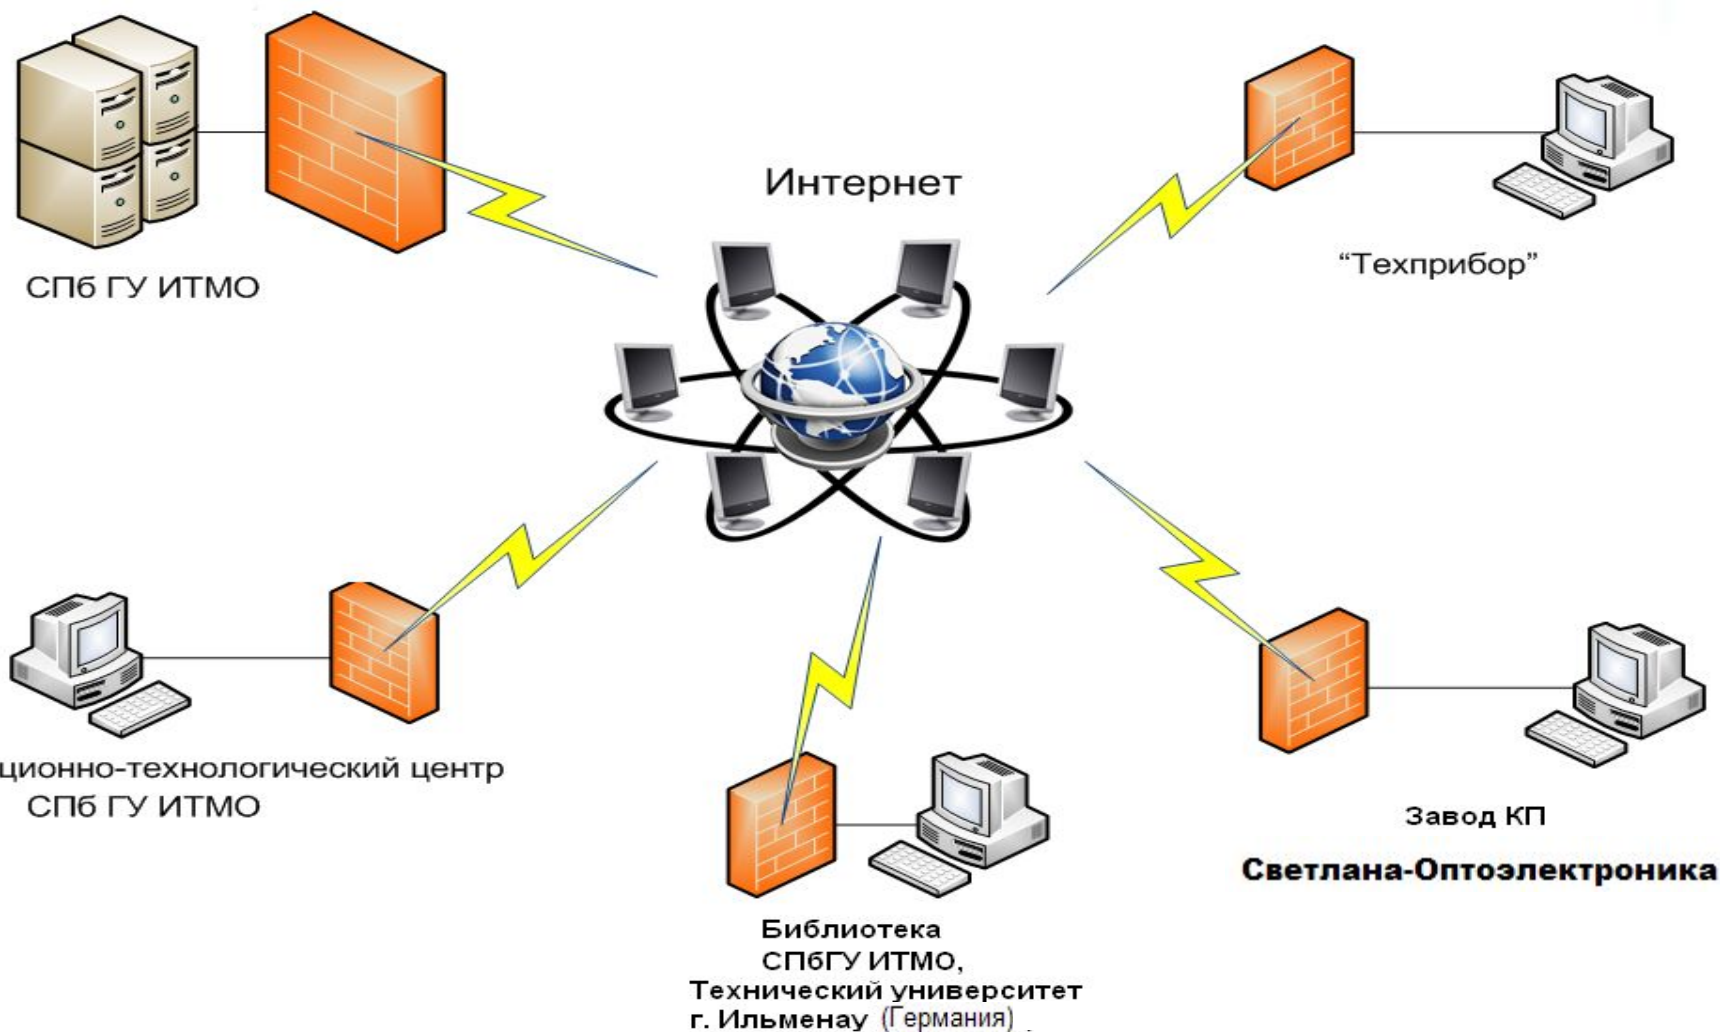 Интернет
СПб ГУ ИТМО
“Техприбор”
ционно-технологический центр
СПб ГУ ИТМО
Завод КП
Светлана-Оптоэлектроника
Библиотека
СПбГУ ИТМО,
Технический университет
г. Ильменау (Германия)